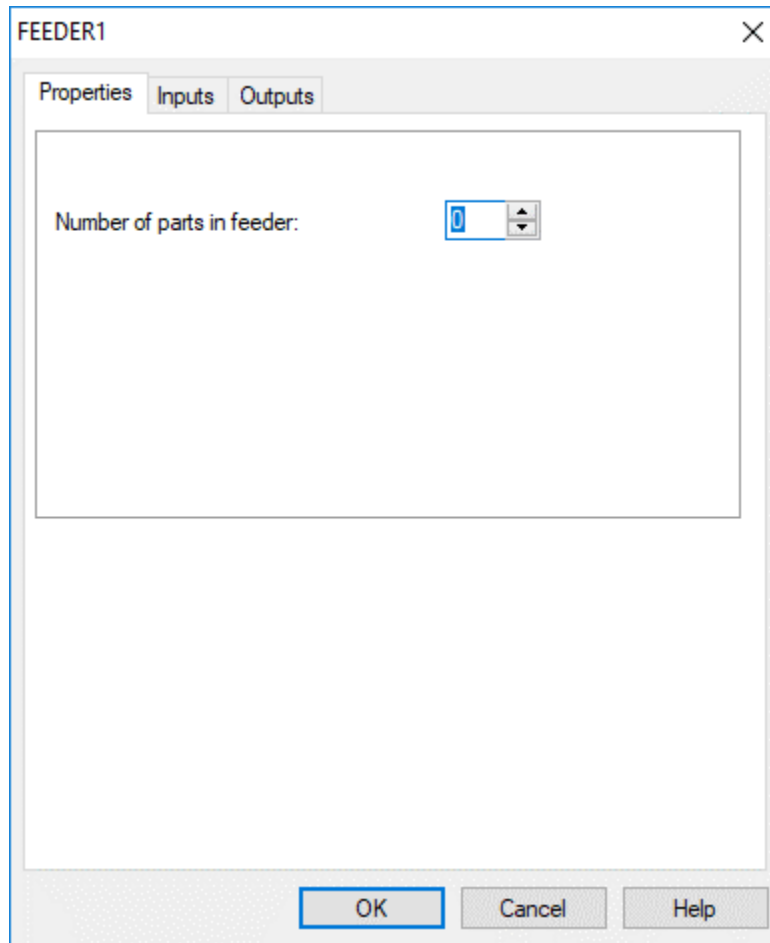 FEEDER1
Properties Inputs Outputs
Number of parts in feeder: 0
OK Cancel Help